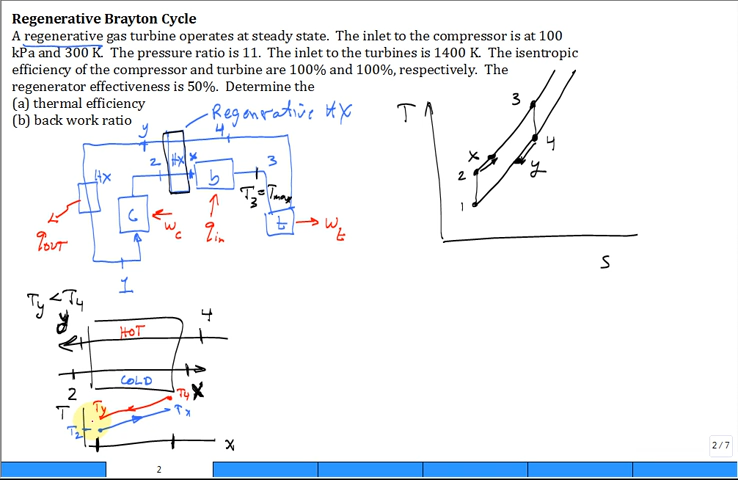 Regenerative Brayton Cycle
A regenerative gas turbine operates at steady state. The inlet to the compressor is at 100
kPa and 300 K. The pressure ratio is 11. The inlet to the turbines is 1400 K. The isentropic
efficiency of the compressor and turbine are 100% and 100%, respectively. The
regenerator effectiveness is 50%. Determine the
(a) thermal efficiency
(b) back work ratio
Regenerative HX
y
4
HX
2
HX
x
b
3
T3 = Tmax
qout
c
wc
qin
t
wt
1
T
3
4
x
2
y
1
s
Ty < T4
y
4
HOT
COLD
2
x
T
Ty
T4
Tx
T2
x
2/7
2